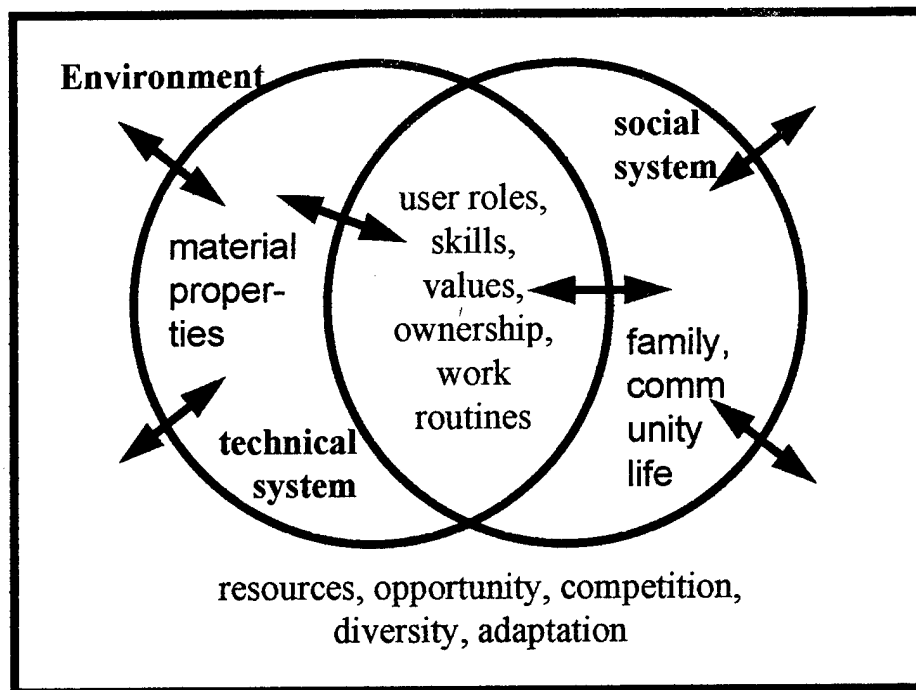 Environment
social
system
user roles,
skills,
values,
ownership,
work
routines
material
proper-
ties
family,
comm
unity
life
technical
system
resources, opportunity, competition,
diversity, adaptation